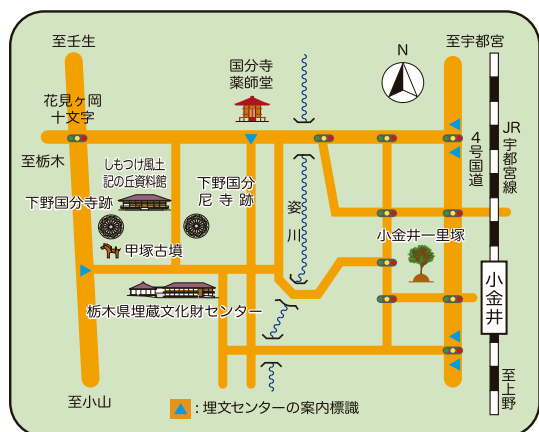 至壬生
至宇都宮
N
国分寺
薬師堂
花見ヶ岡
十文字
至栃木
4号国道
JR宇都宮線
しもつけ風土
記の丘資料館
下野国分寺跡
下野国分
尼寺跡
姿川
小金井一里塚
甲塚古墳
栃木県埋蔵文化財センター
小金井
至小山
至上野
:埋文センターの案内標識